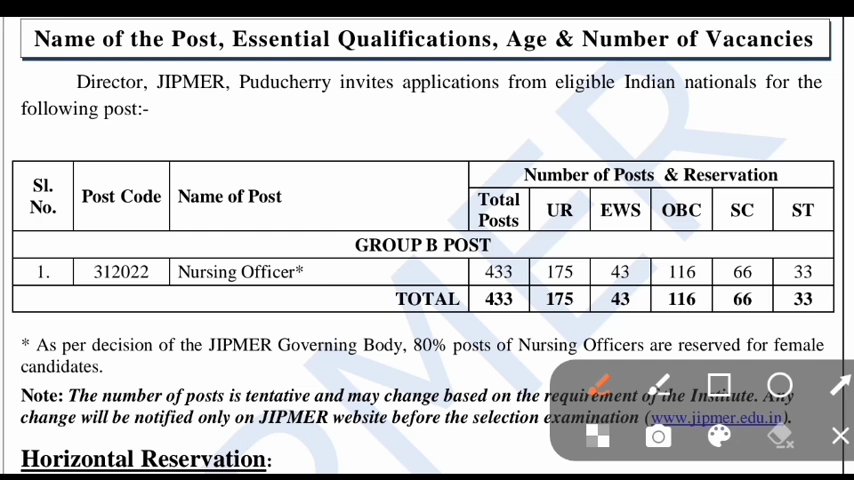 Name of the Post, Essential Qualifications, Age & Number of Vacancies
Director, JIPMER, Puducherry invites applications from eligible Indian nationals for the
following post:-
Sl. No. Post Code Name of Post Number of Posts & Reservation
Total Posts UR EWS OBC SC ST
GROUP B POST
1. 312022 Nursing Officer* 433 175 43 116 66 33
TOTAL 433 175 43 116 66 33
* As per decision of the JIPMER Governing Body, 80% posts of Nursing Officers are reserved for female
candidates.
Note: The number of posts is tentative and may change based on the requirement of the Institute. Any
change will be notified only on JIPMER website before the selection examination (www.jipmer.edu.in).
Horizontal Reservation:
JIPMER